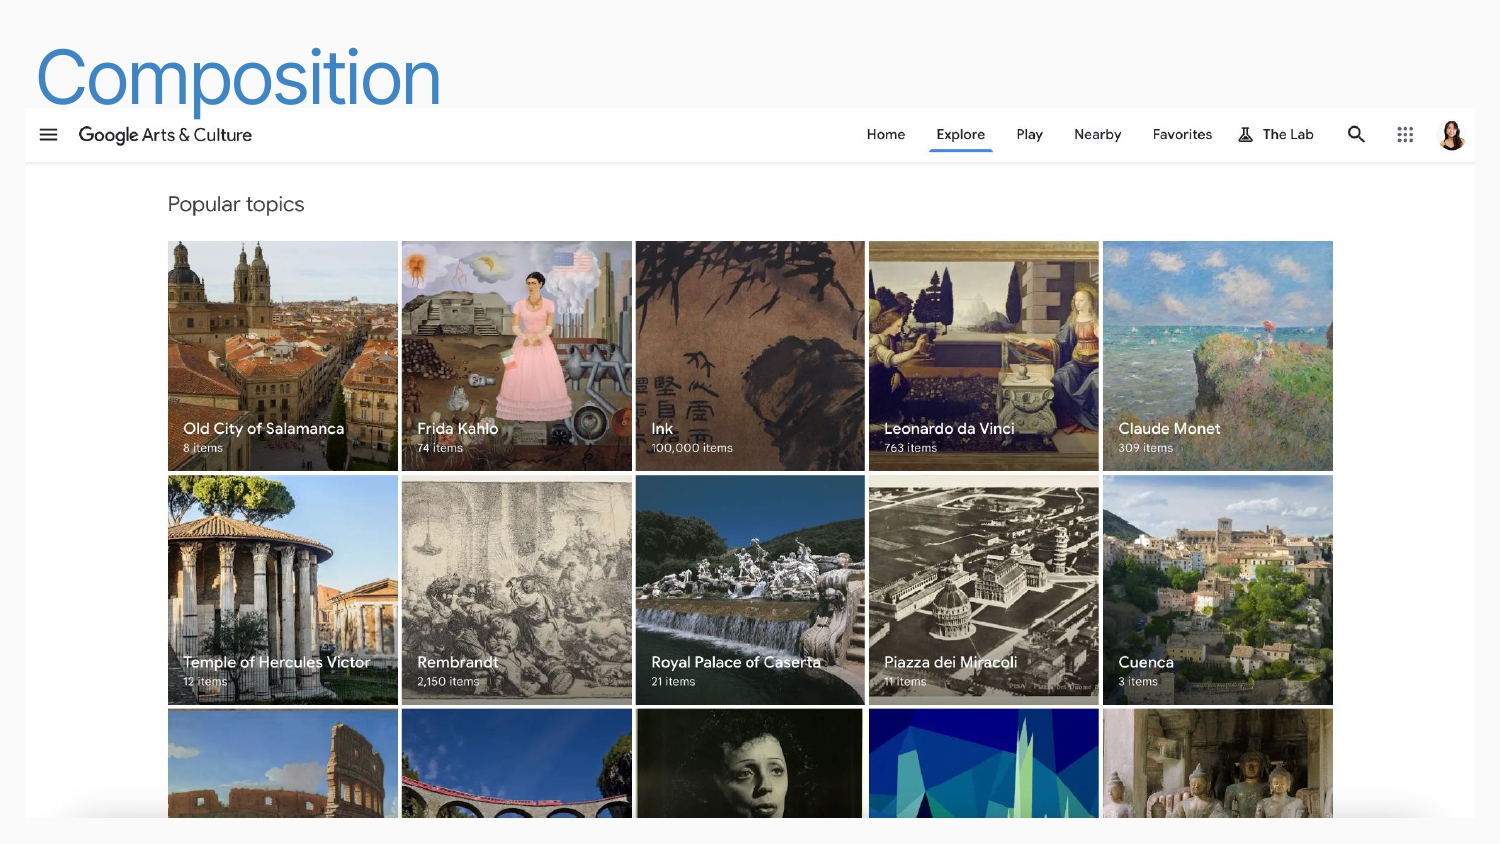 Composition
Google Arts & Culture
Home Explore Play Nearby Favorites The Lab
Popular topics
Old City of Salamanca
8 items
Frida Kahlo
74 items
Ink
100,000 items
Leonardo da Vinci
763 items
Claude Monet
309 items
Temple of Hercules Victor
12 items
Rembrandt
2,150 items
Royal Palace of Caserta
21 items
Piazza dei Miracoli
11 items
Cuenca
3 items